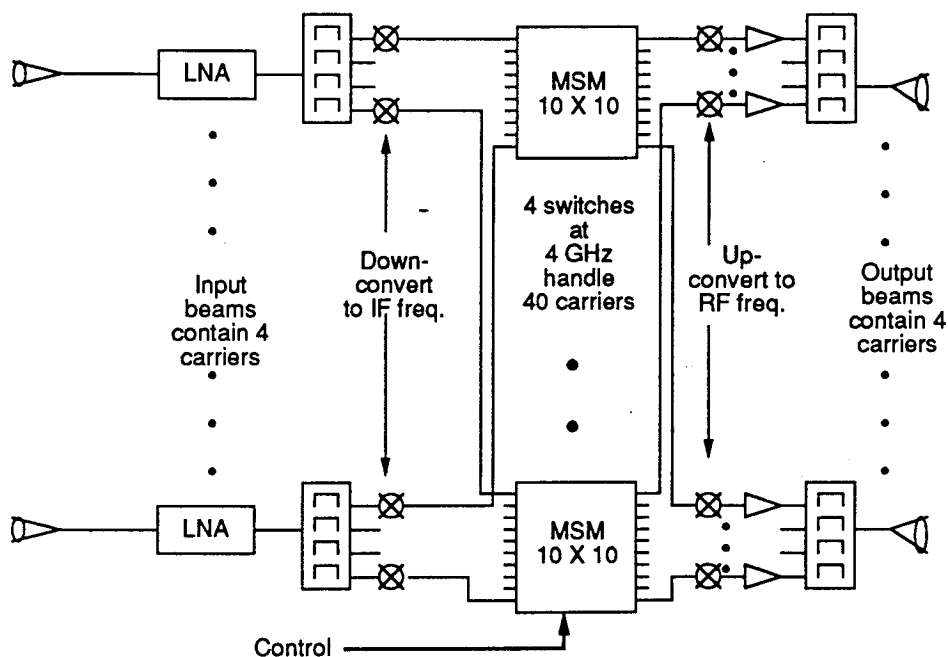 LNA
MSM
10 X 10
4 switches
at
4 GHz
handle
40 carriers
Down-
convert
to IF freq.
Up-
convert to
RF freq.
Input
beams
contain 4
carriers
Output
beams
contain 4
carriers
LNA
MSM
10 X 10
Control